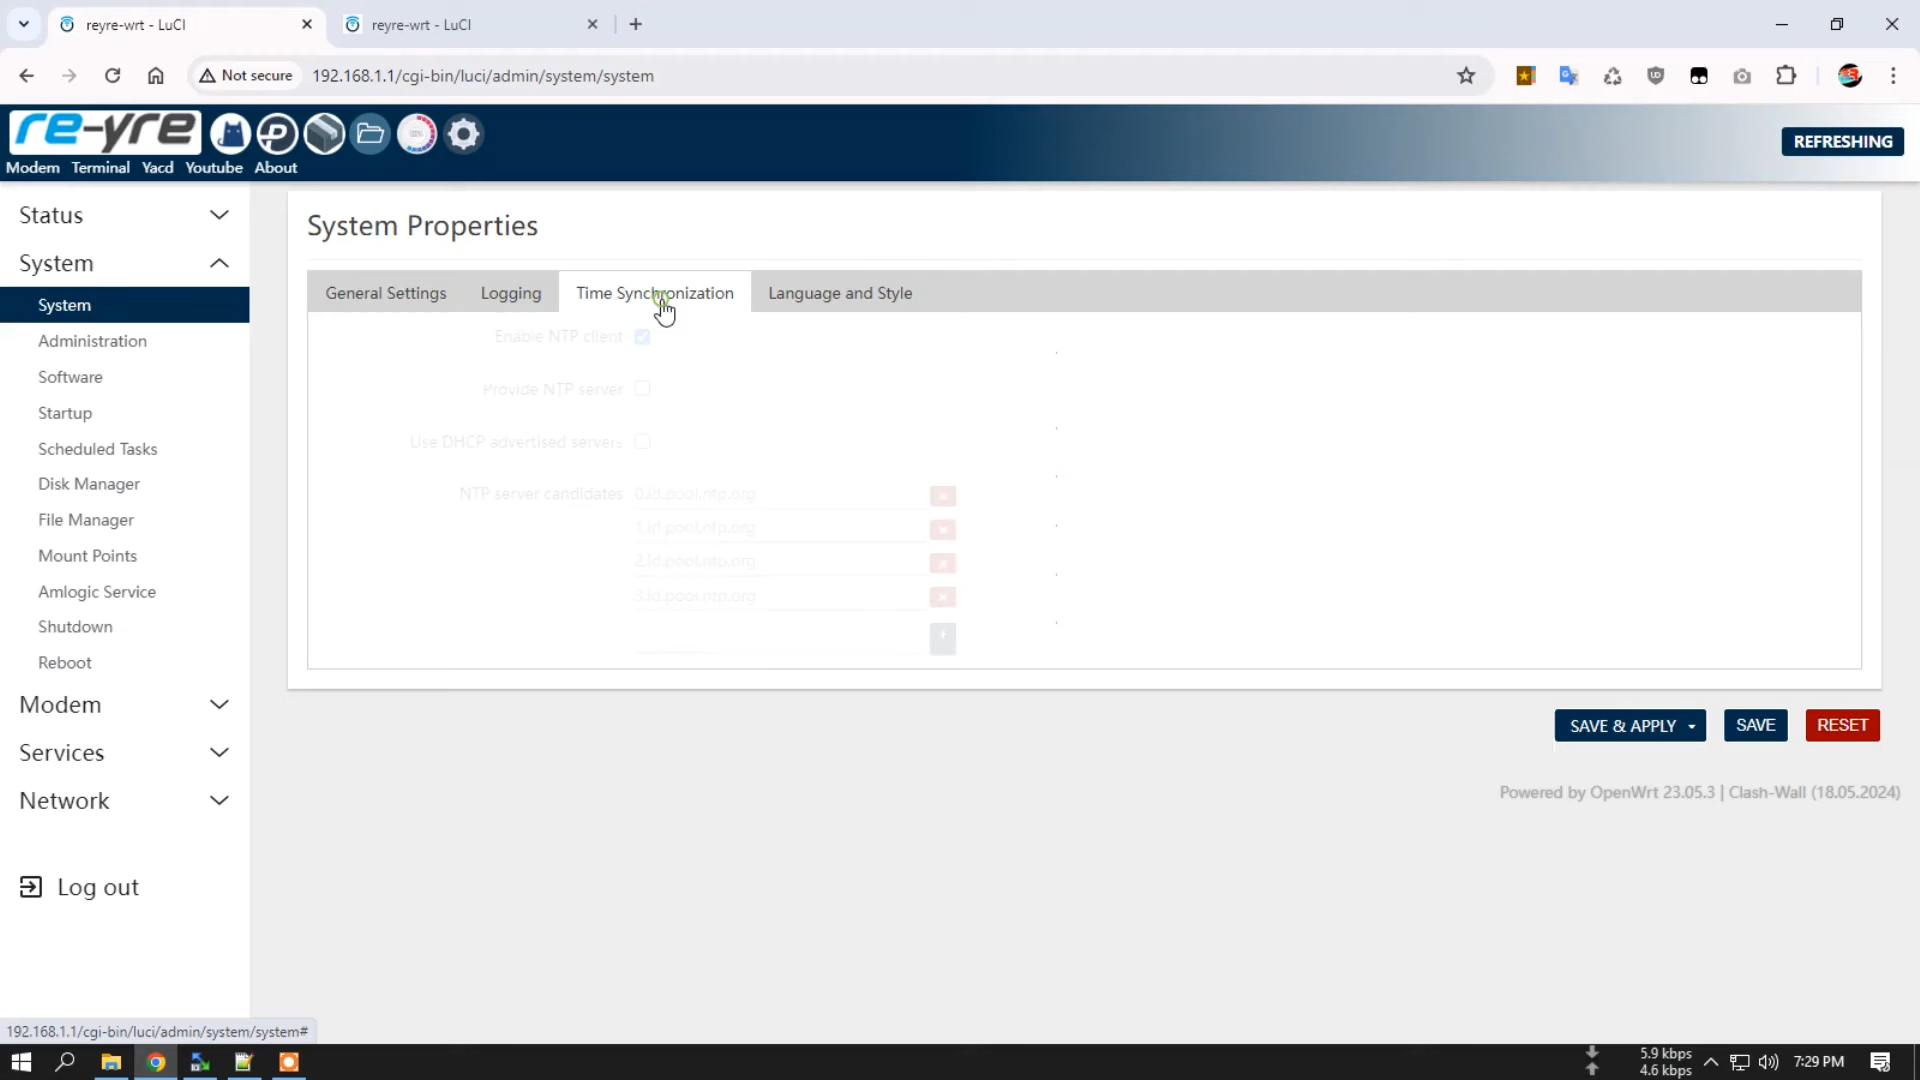 reyre-wrt - LuCI
reyre-wrt - LuCI
Not secure
192.168.1.1/cgi-bin/luci/admin/system/system
re-yre
Modem Terminal Yacd Youtube About
REFRESHING
Status
System
System
Administration
Software
Startup
Scheduled Tasks
Disk Manager
File Manager
Mount Points
Amlogic Service
Shutdown
Reboot
Modem
Services
Network
Log out
System Properties
General Settings Logging Time Synchronization Language and Style
Enable NTP client
Provide NTP server
Use DHCP advertised servers
NTP server candidates 0.id.pool.ntp.org
1.id.pool.ntp.org
2.id.pool.ntp.org
3.id.pool.ntp.org
SAVE & APPLY SAVE RESET
Powered by OpenWrt 23.05.3 | Clash-Wall (18.05.2024)
192.168.1.1/cgi-bin/luci/admin/system/system#
5.9 kbps
4.6 kbps
7:29 PM